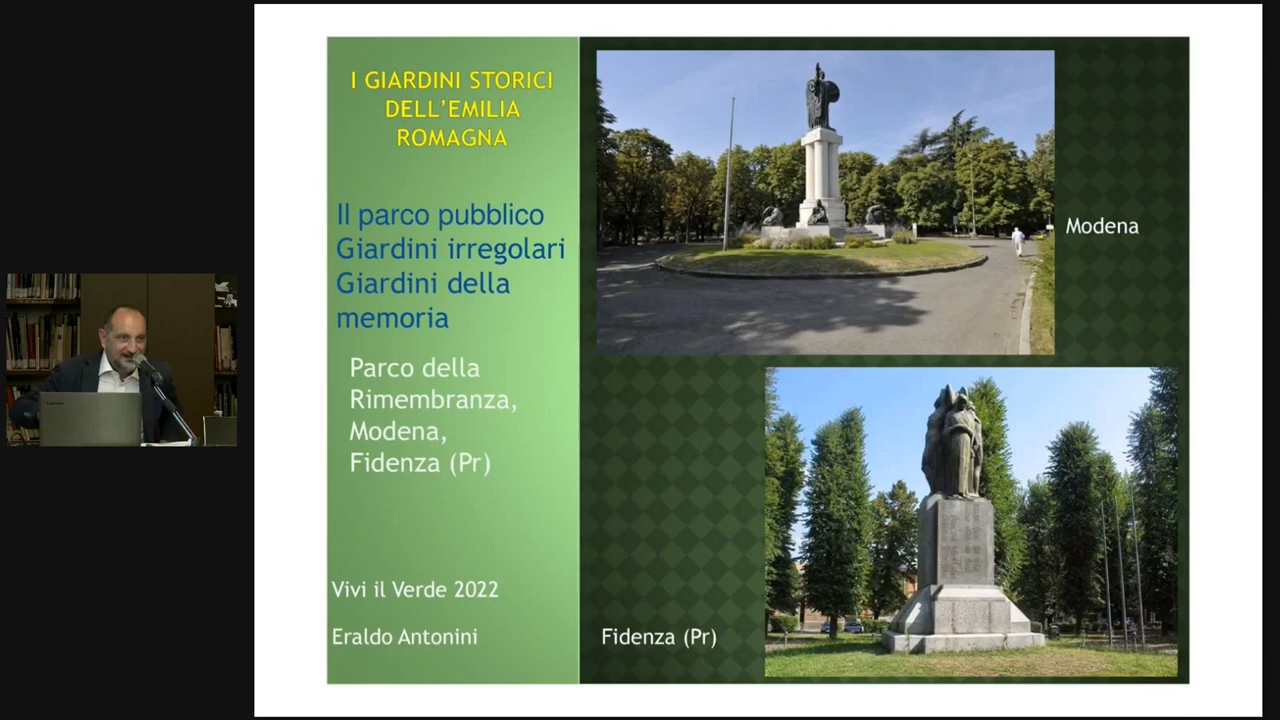 I GIARDINI STORICI
DELL'EMILIA
ROMAGNA
Il parco pubblico
Giardini irregolari
Giardini della
memoria
Parco della
Rimembranza,
Modena,
Fidenza (Pr)
Vivi il Verde 2022
Eraldo Antonini
Modena
Fidenza (Pr)